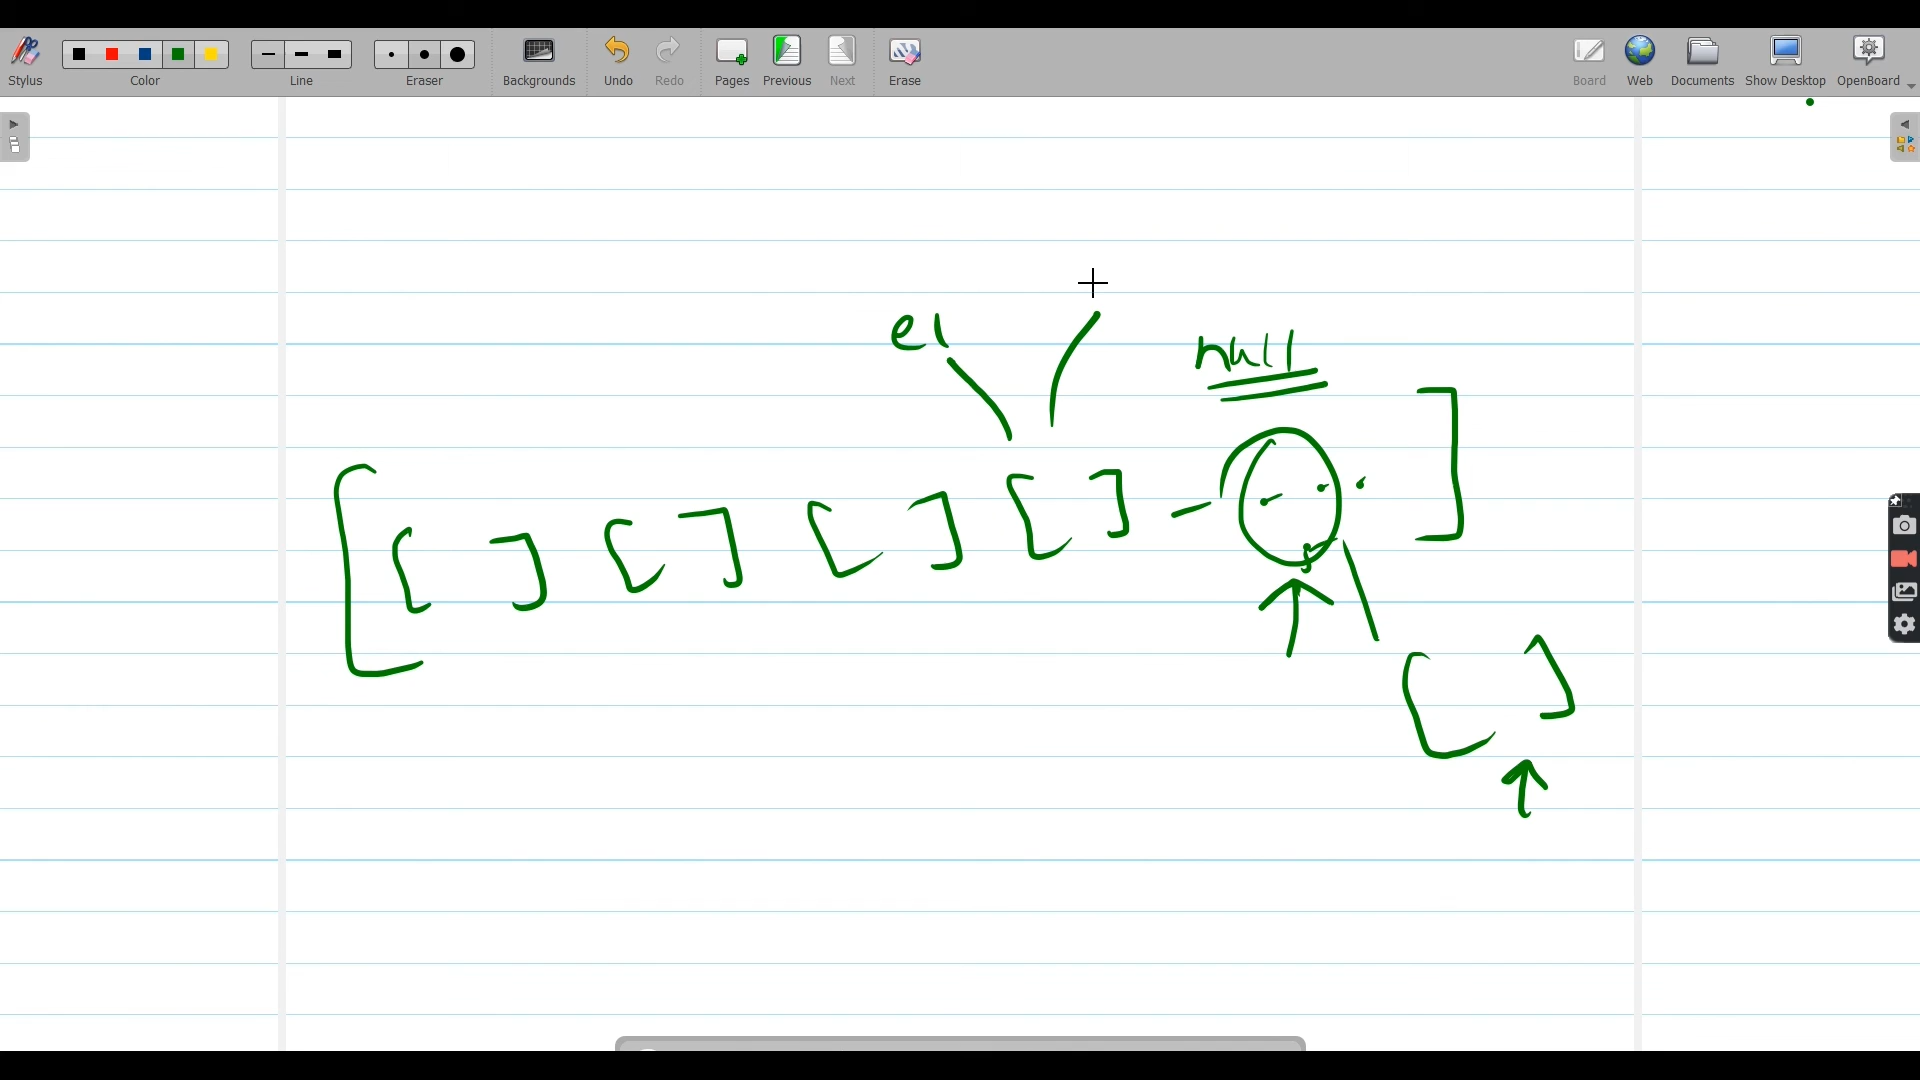 Stylus Color Line Eraser Backgrounds Undo Redo Pages Previous Next Erase Board Web Documents Show Desktop OpenBoard
el
null
[ [ ] [ ] [ ] [ ] - - . . ]
[ ]